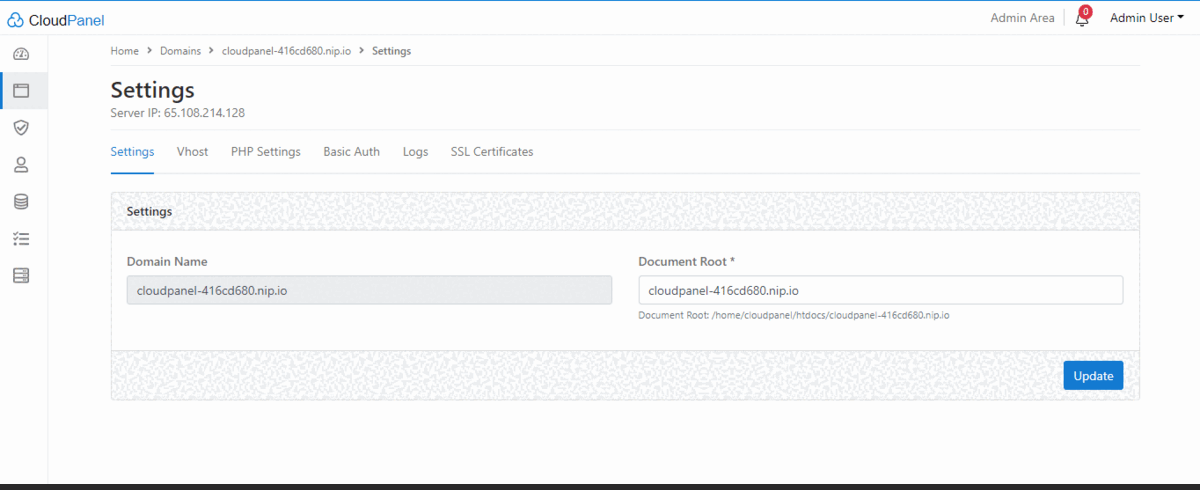 CloudPanel
Admin Area
0
Admin User
Home > Domains > cloudpanel-416cd680.nip.io > Settings
Settings
Server IP: 65.108.214.128
Settings Vhost PHP Settings Basic Auth Logs SSL Certificates
Settings
Domain Name
cloudpanel-416cd680.nip.io
Document Root *
cloudpanel-416cd680.nip.io
Document Root: /home/cloudpanel/htdocs/cloudpanel-416cd680.nip.io
Update